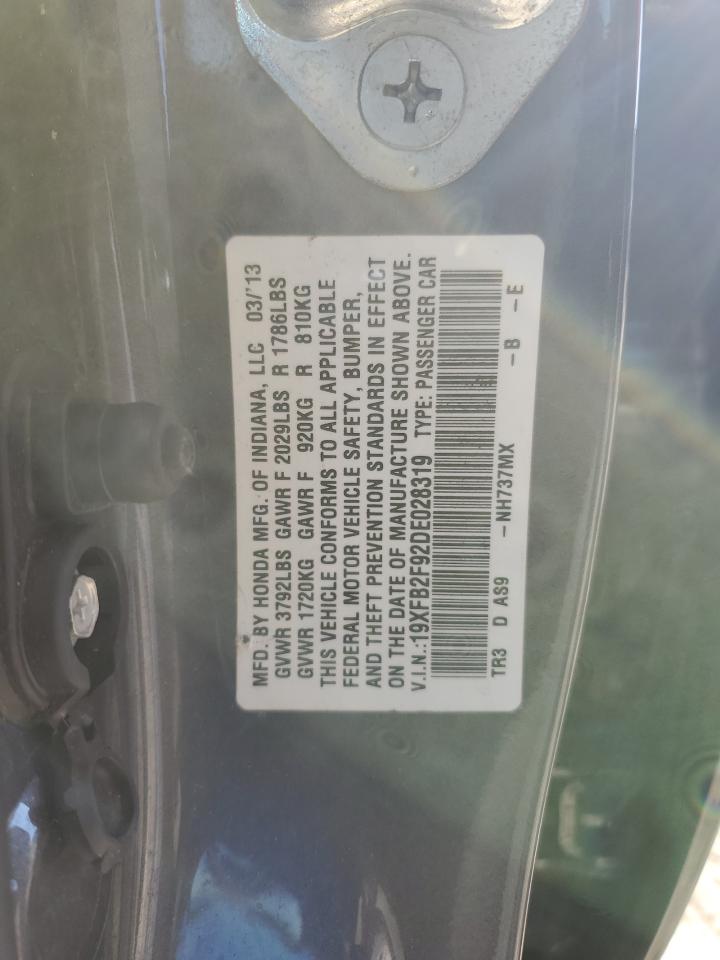 MFD. BY HONDA MFG. OF INDIANA, LLC 03/'13
GVWR 3792LBS GAWR F 2029LBS R 1786LBS
GVWR 1720KG GAWR F 920KG R 810KG
THIS VEHICLE CONFORMS TO ALL APPLICABLE
FEDERAL MOTOR VEHICLE SAFETY, BUMPER,
AND THEFT PREVENTION STANDARDS IN EFFECT
ON THE DATE OF MANUFACTURE SHOWN ABOVE.
V.I.N.:19XFB2F92DE028319 TYPE: PASSENGER CAR
TR3 D AS9 -NH737MX -B -E